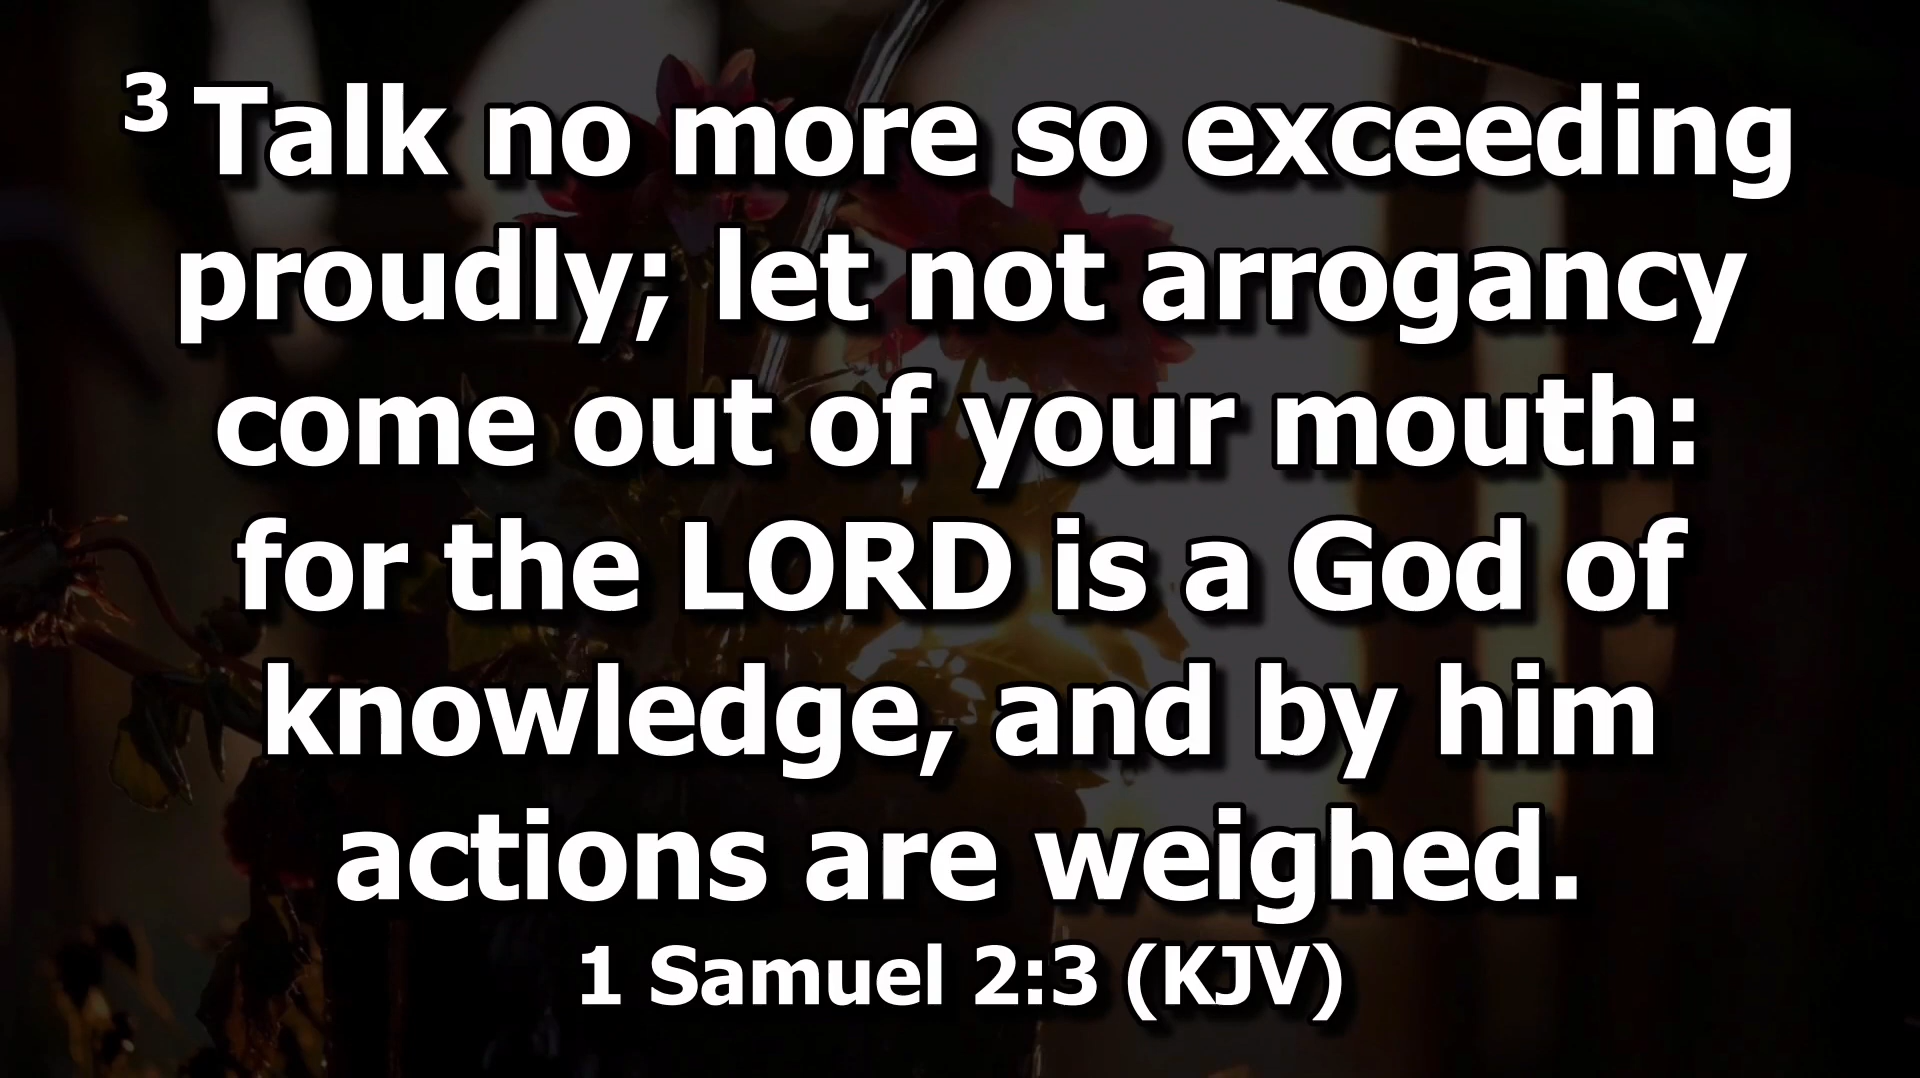 3 Talk no more so exceeding
proudly; let not arrogancy
come out of your mouth:
for the LORD is a God of
knowledge, and by him
actions are weighed.
1 Samuel 2:3 (KJV)